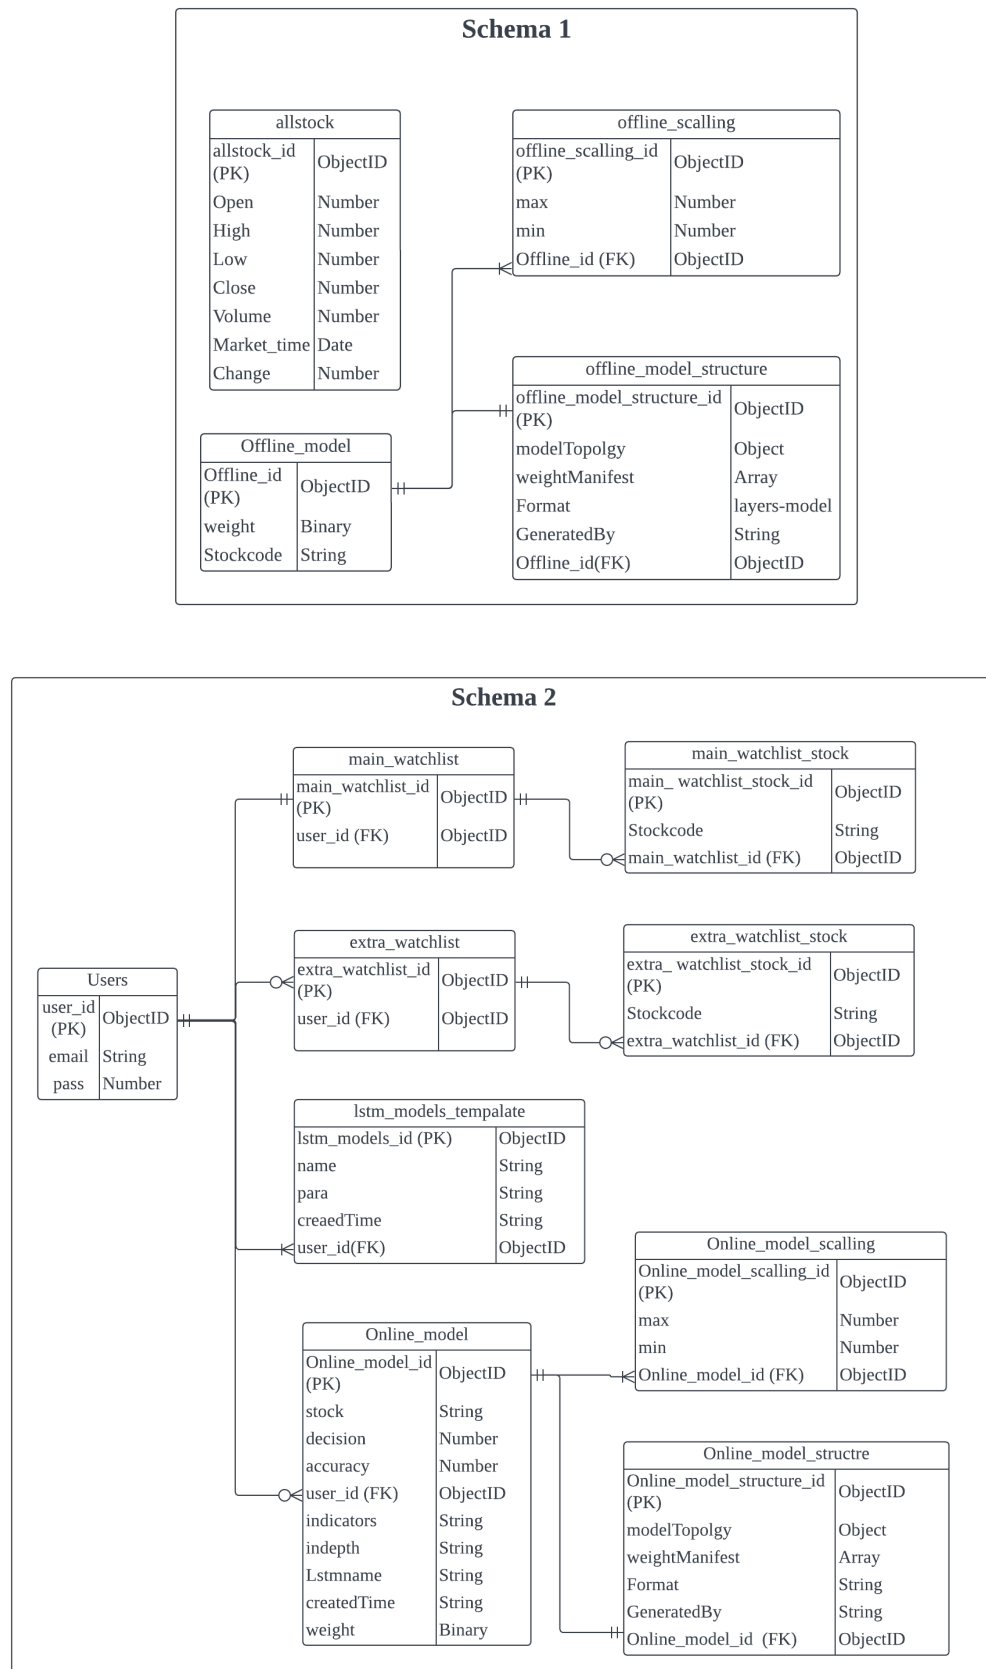 Schema 1
allstock
allstock_id
(PK)
ObjectID
Open Number
High Number
Low Number
Close Number
Volume Number
Market_time Date
Change Number
offline_scalling
offline_scalling_id
(PK)
ObjectID
max Number
min Number
Offline_id (FK) ObjectID
Offline_model
Offline_id
(PK)
ObjectID
weight Binary
Stockcode String
offline_model_structure
offline_model_structure_id
(PK)
ObjectID
modelTopolgy Object
weightManifest Array
Format layers-model
GeneratedBy String
Offline_id(FK) ObjectID
Schema 2
main_watchlist
main_watchlist_id
(PK)
ObjectID
user_id (FK) ObjectID
main_watchlist_stock
main_ watchlist_stock_id
(PK)
ObjectID
Stockcode String
main_watchlist_id (FK) ObjectID
extra_watchlist
extra_watchlist_id
(PK)
ObjectID
user_id (FK) ObjectID
extra_watchlist_stock
extra_ watchlist_stock_id
(PK)
ObjectID
Stockcode String
extra_watchlist_id (FK) ObjectID
Users
user_id
(PK)
ObjectID
email String
pass Number
lstm_models_tempalate
lstm_models_id (PK) ObjectID
name String
para String
creaedTime String
user_id(FK) ObjectID
Online_model
Online_model_id
(PK)
ObjectID
stock String
decision Number
accuracy Number
user_id (FK) ObjectID
indicators String
indepth String
Lstmname String
createdTime String
weight Binary
Online_model_scalling
Online_model_scalling_id
(PK)
ObjectID
max Number
min Number
Online_model_id (FK) ObjectID
Online_model_structre
Online_model_structure_id
(PK)
ObjectID
modelTopolgy Object
weightManifest Array
Format String
GeneratedBy String
Online_model_id (FK) ObjectID